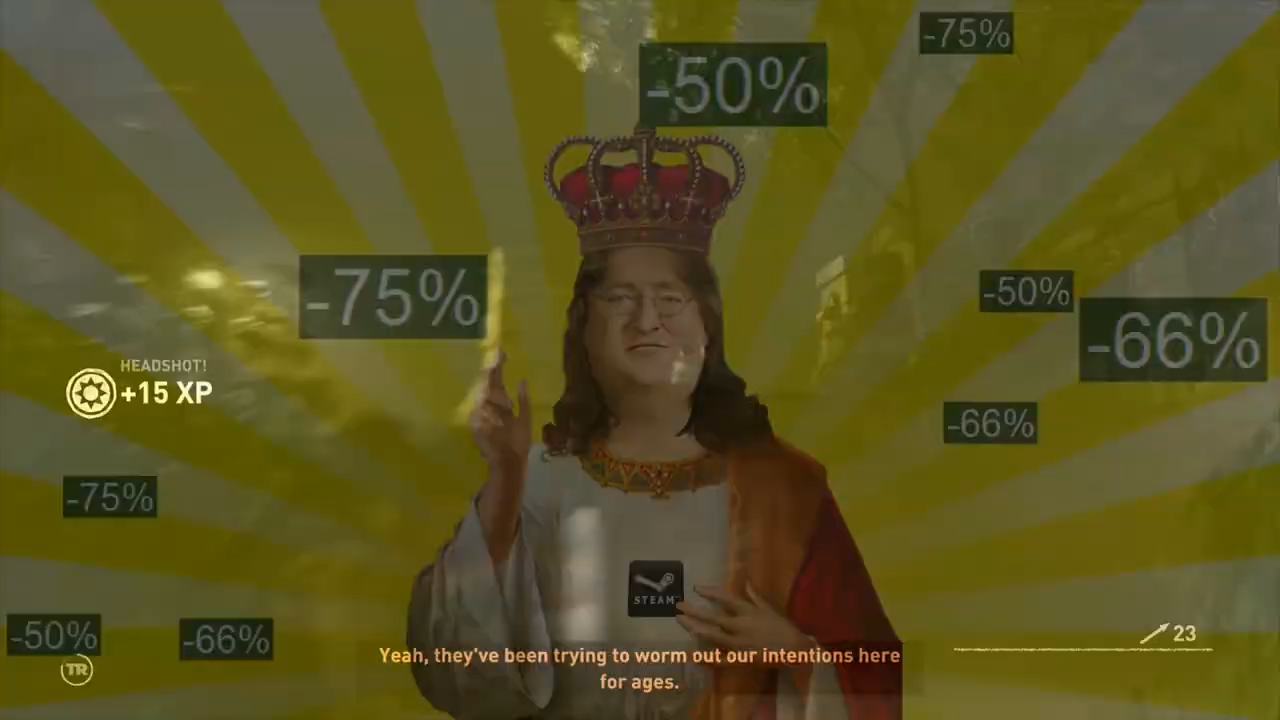 -75%
-50%
-75%
-50%
-66%
HEADSHOT!
+15 XP
-66%
-75%
STEAM
-50%
-66%
23
TR
Yeah, they've been trying to worm out our intentions here
for ages.